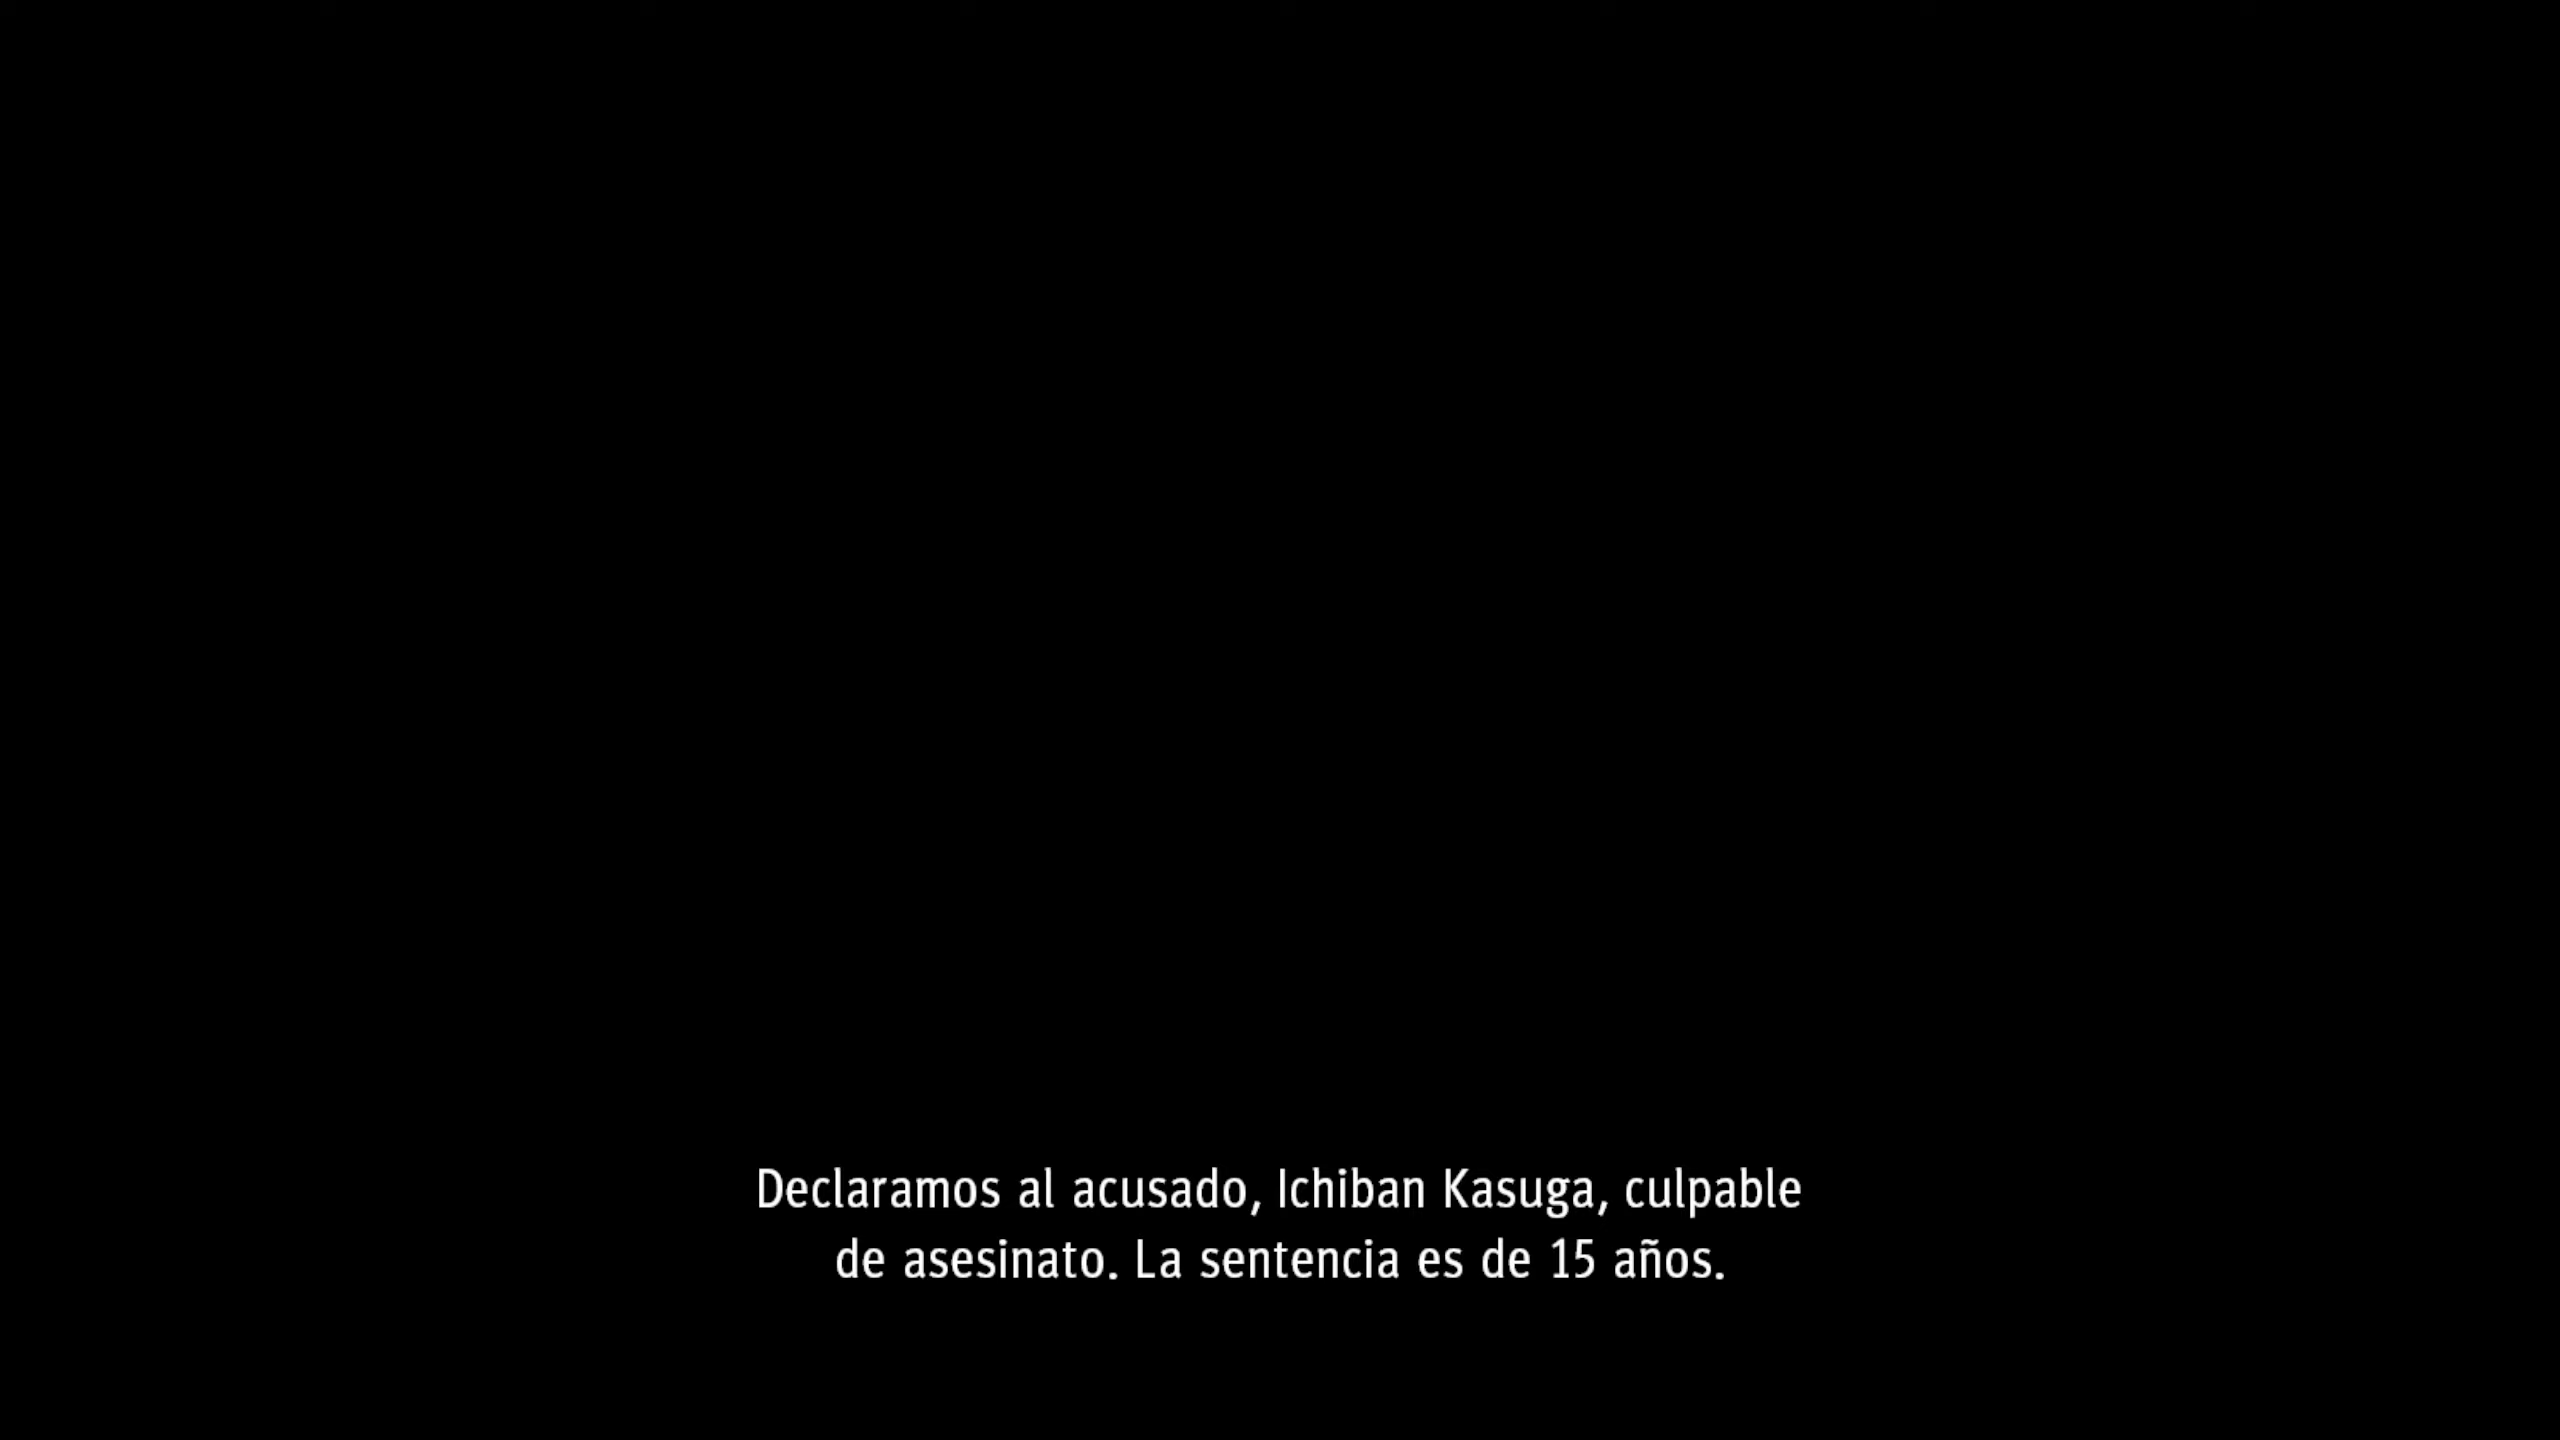 Declaramos al acusado, Ichiban Kasuga, culpable
de asesinato. La sentencia es de 15 años.